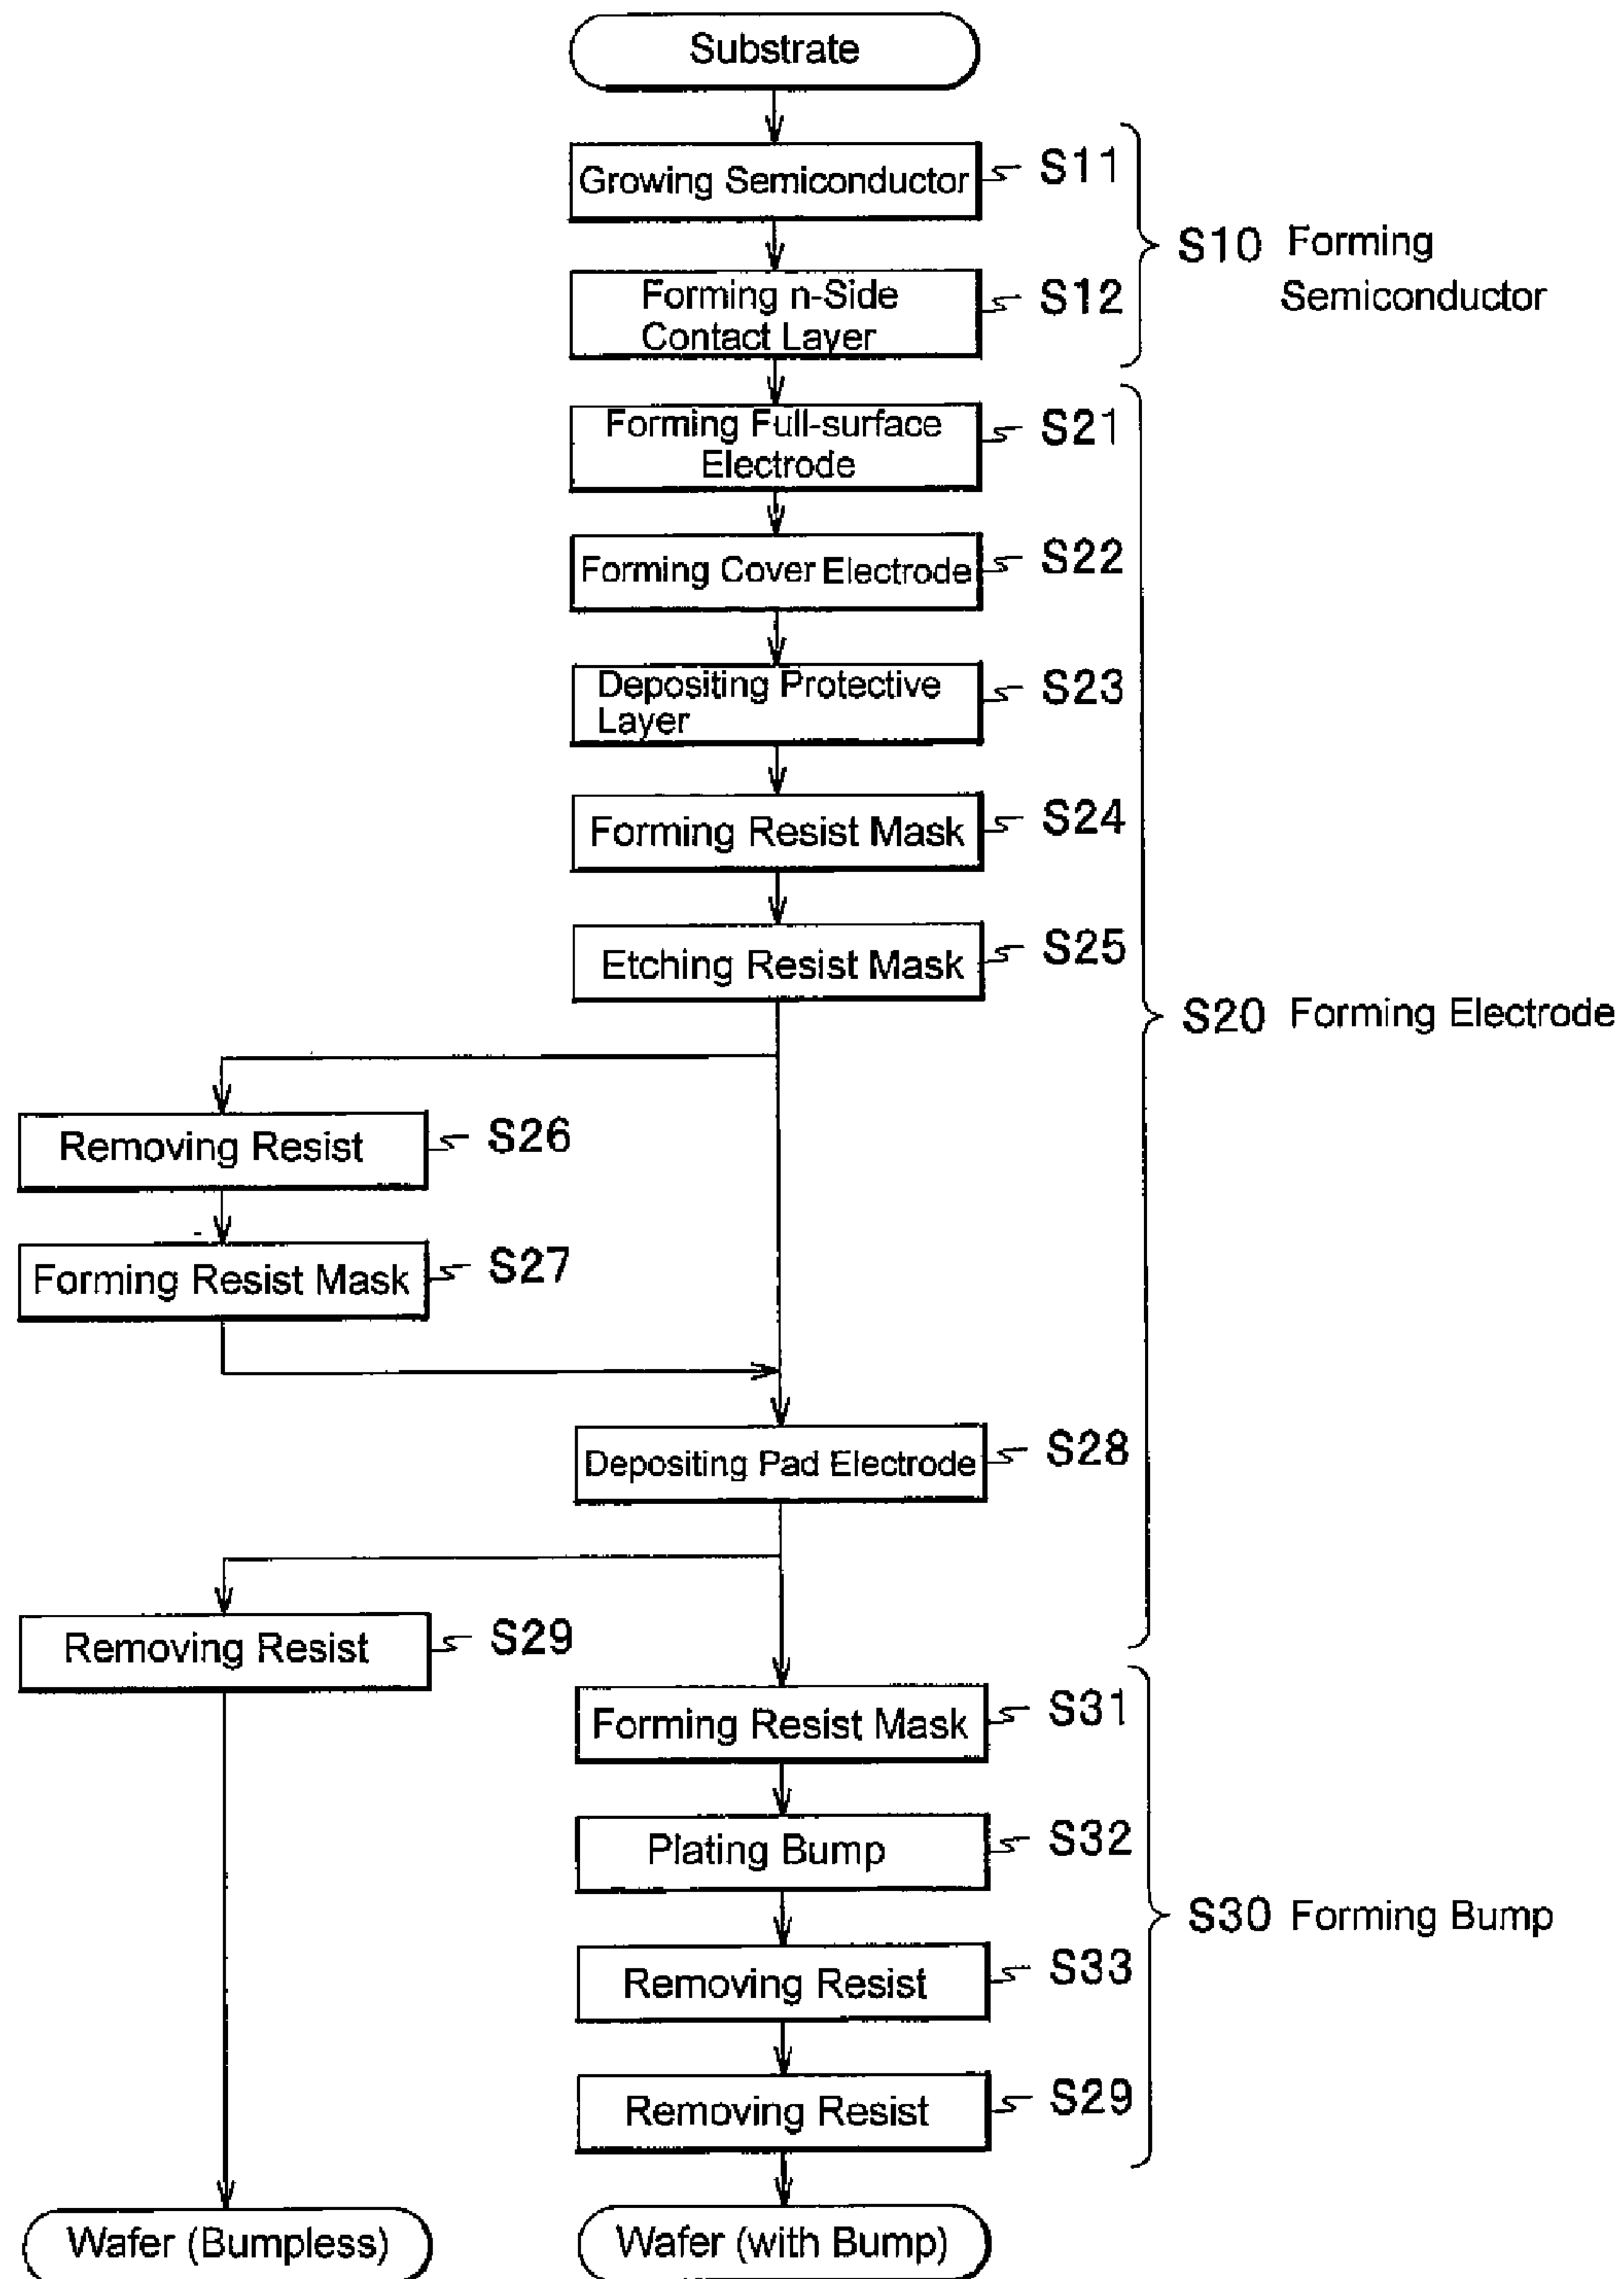 Substrate
Growing Semiconductor
S11
Forming n-Side
Contact Layer
S12
S10 Forming
Semiconductor
Forming Full-surface
Electrode
S21
Forming Cover Electrode
S22
Depositing Protective
Layer
S23
Forming Resist Mask
S24
Etching Resist Mask
S25
S20 Forming Electrode
Removing Resist
S26
Forming Resist Mask
S27
Depositing Pad Electrode
S28
Removing Resist
S29
Forming Resist Mask
S31
Plating Bump
S32
S30 Forming Bump
Removing Resist
S33
Removing Resist
S29
Wafer (Bumpless)
Wafer (with Bump)